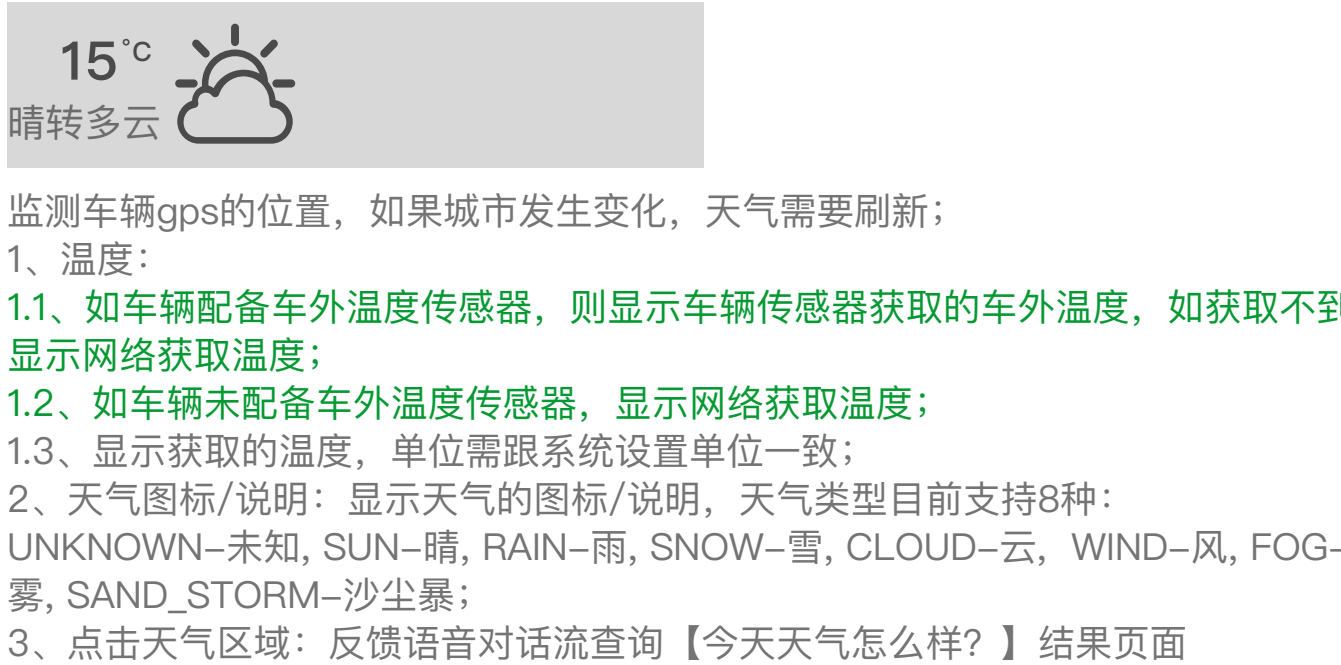 15°C
晴转多云
监测车辆gps的位置，如果城市发生变化，天气需要刷新；
1、温度：
1.1、如车辆配备车外温度传感器，则显示车辆传感器获取的车外温度，如获取不到
显示网络获取温度；
1.2、如车辆未配备车外温度传感器，显示网络获取温度；
1.3、显示获取的温度，单位需跟系统设置单位一致；
2、天气图标/说明：显示天气的图标/说明，天气类型目前支持8种：
UNKNOWN–未知, SUN–晴, RAIN–雨, SNOW–雪, CLOUD–云，WIND–风, FOG–
雾, SAND_STORM–沙尘暴；
3、点击天气区域：反馈语音对话流查询【今天天气怎么样？】结果页面